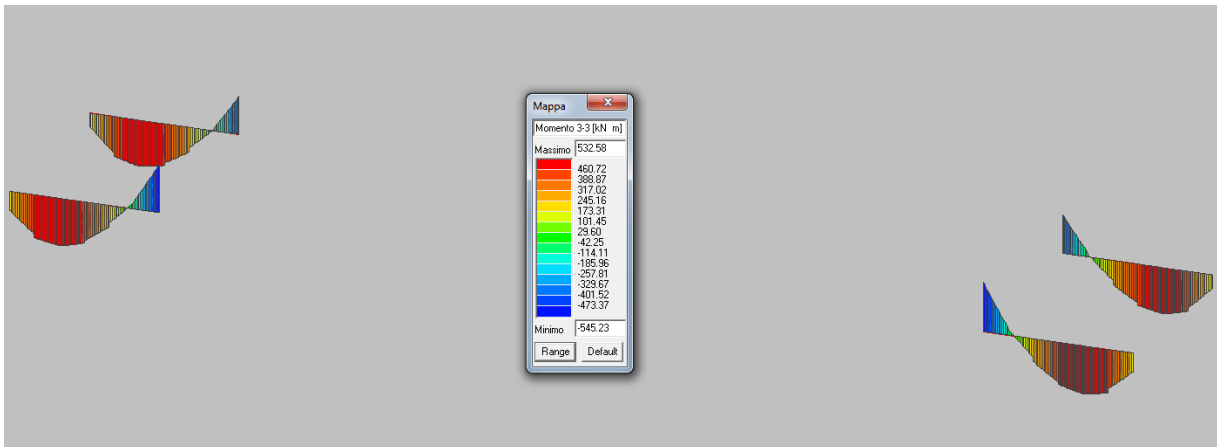 Mappa
Momento 3-3 [kN m]
Massimo 532.58
460.72
388.87
317.02
245.16
173.31
101.45
29.60
-42.25
-114.11
-185.96
-257.81
-329.67
-401.52
-473.37
Minimo -545.23
Range Default